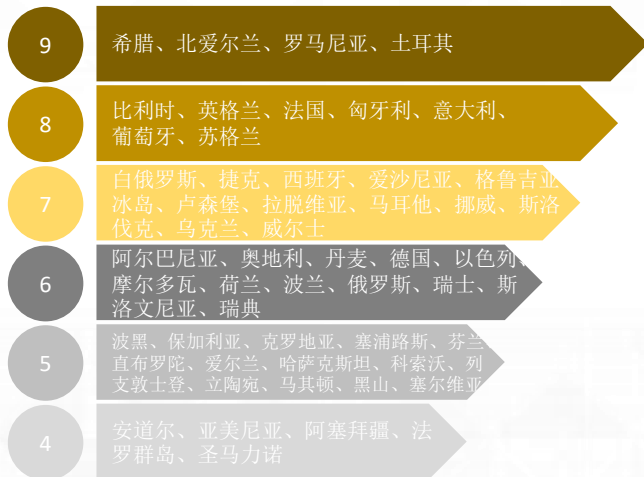 9
希腊、北爱尔兰、罗马尼亚、土耳其
8
比利时、英格兰、法国、匈牙利、意大利、
葡萄牙、苏格兰
7
白俄罗斯、捷克、西班牙、爱沙尼亚、格鲁吉亚
冰岛、卢森堡、拉脱维亚、马耳他、挪威、斯洛
伐克、乌克兰、威尔士
6
阿尔巴尼亚、奥地利、丹麦、德国、以色列、
摩尔多瓦、荷兰、波兰、俄罗斯、瑞士、斯
洛文尼亚、瑞典
5
波黑、保加利亚、克罗地亚、塞浦路斯、芬兰
直布罗陀、爱尔兰、哈萨克斯坦、科索沃、列
支敦士登、立陶宛、马其顿、黑山、塞尔维亚
4
安道尔、亚美尼亚、阿塞拜疆、法
罗群岛、圣马力诺